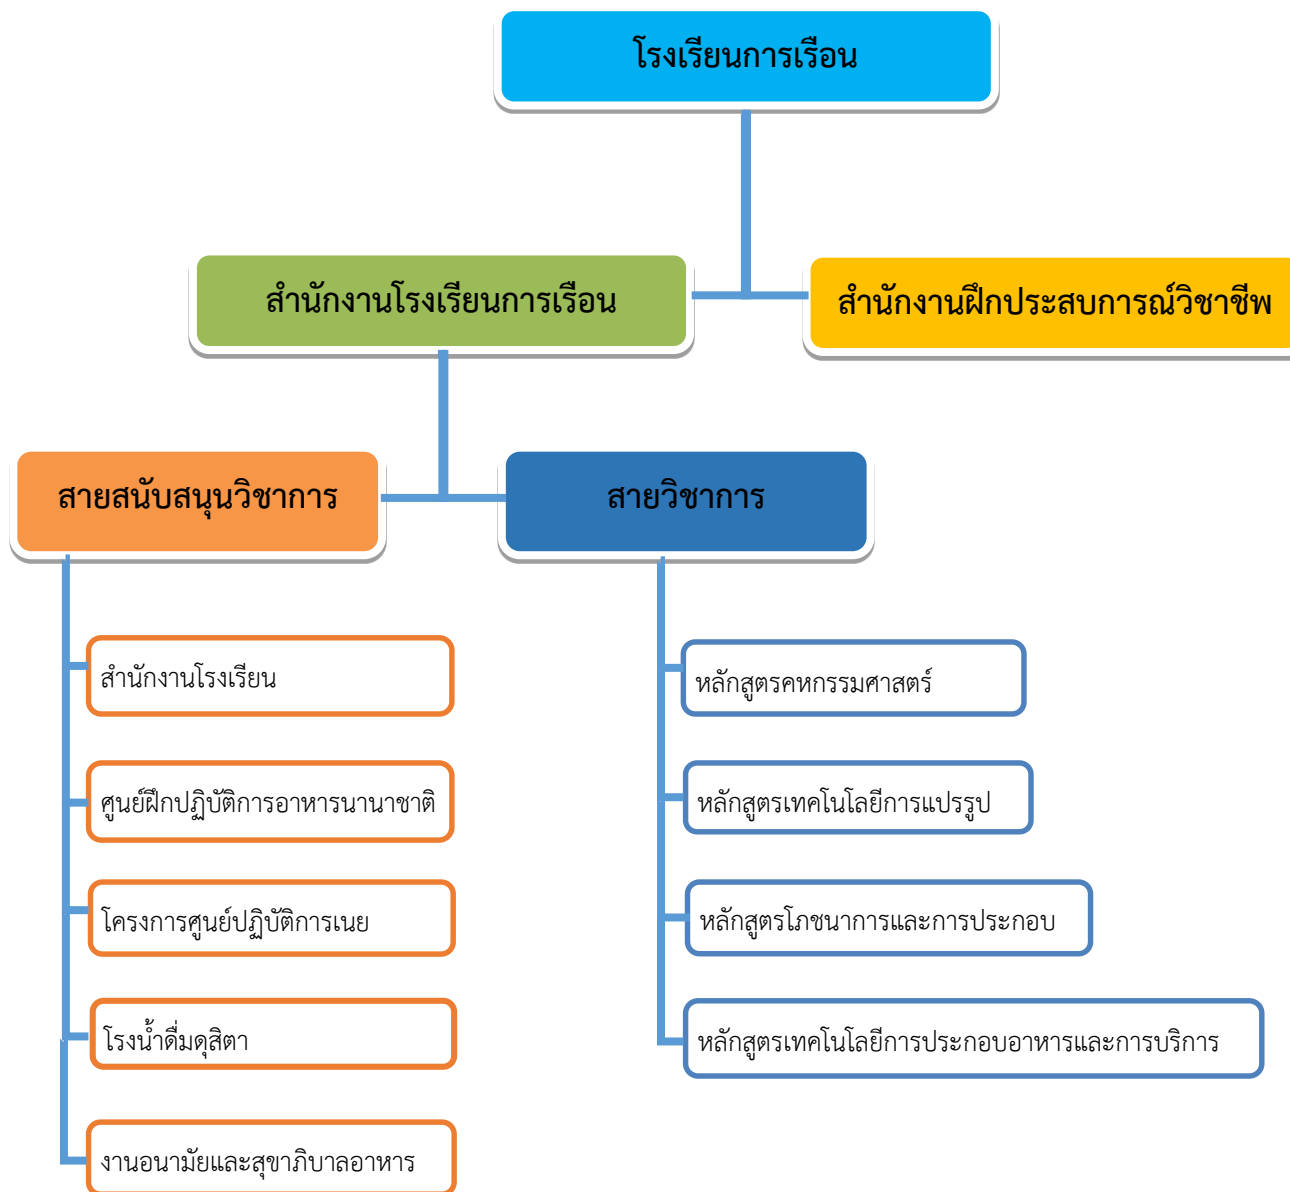 โรงเรียนการเรือน
สำนักงานโรงเรียนการเรือน
สำนักงานฝึกประสบการณ์วิชาชีพ
สายสนับสนุนวิชาการ
สายวิชาการ
สำนักงานโรงเรียน
ศูนย์ฝึกปฏิบัติการอาหารนานาชาติ
โครงการศูนย์ปฏิบัติการเนย
โรงน้ำดื่มดุสิตา
งานอนามัยและสุขาภิบาลอาหาร
หลักสูตรคหกรรมศาสตร์
หลักสูตรเทคโนโลยีการแปรรูป
หลักสูตรโภชนาการและการประกอบ
หลักสูตรเทคโนโลยีการประกอบอาหารและการบริการ